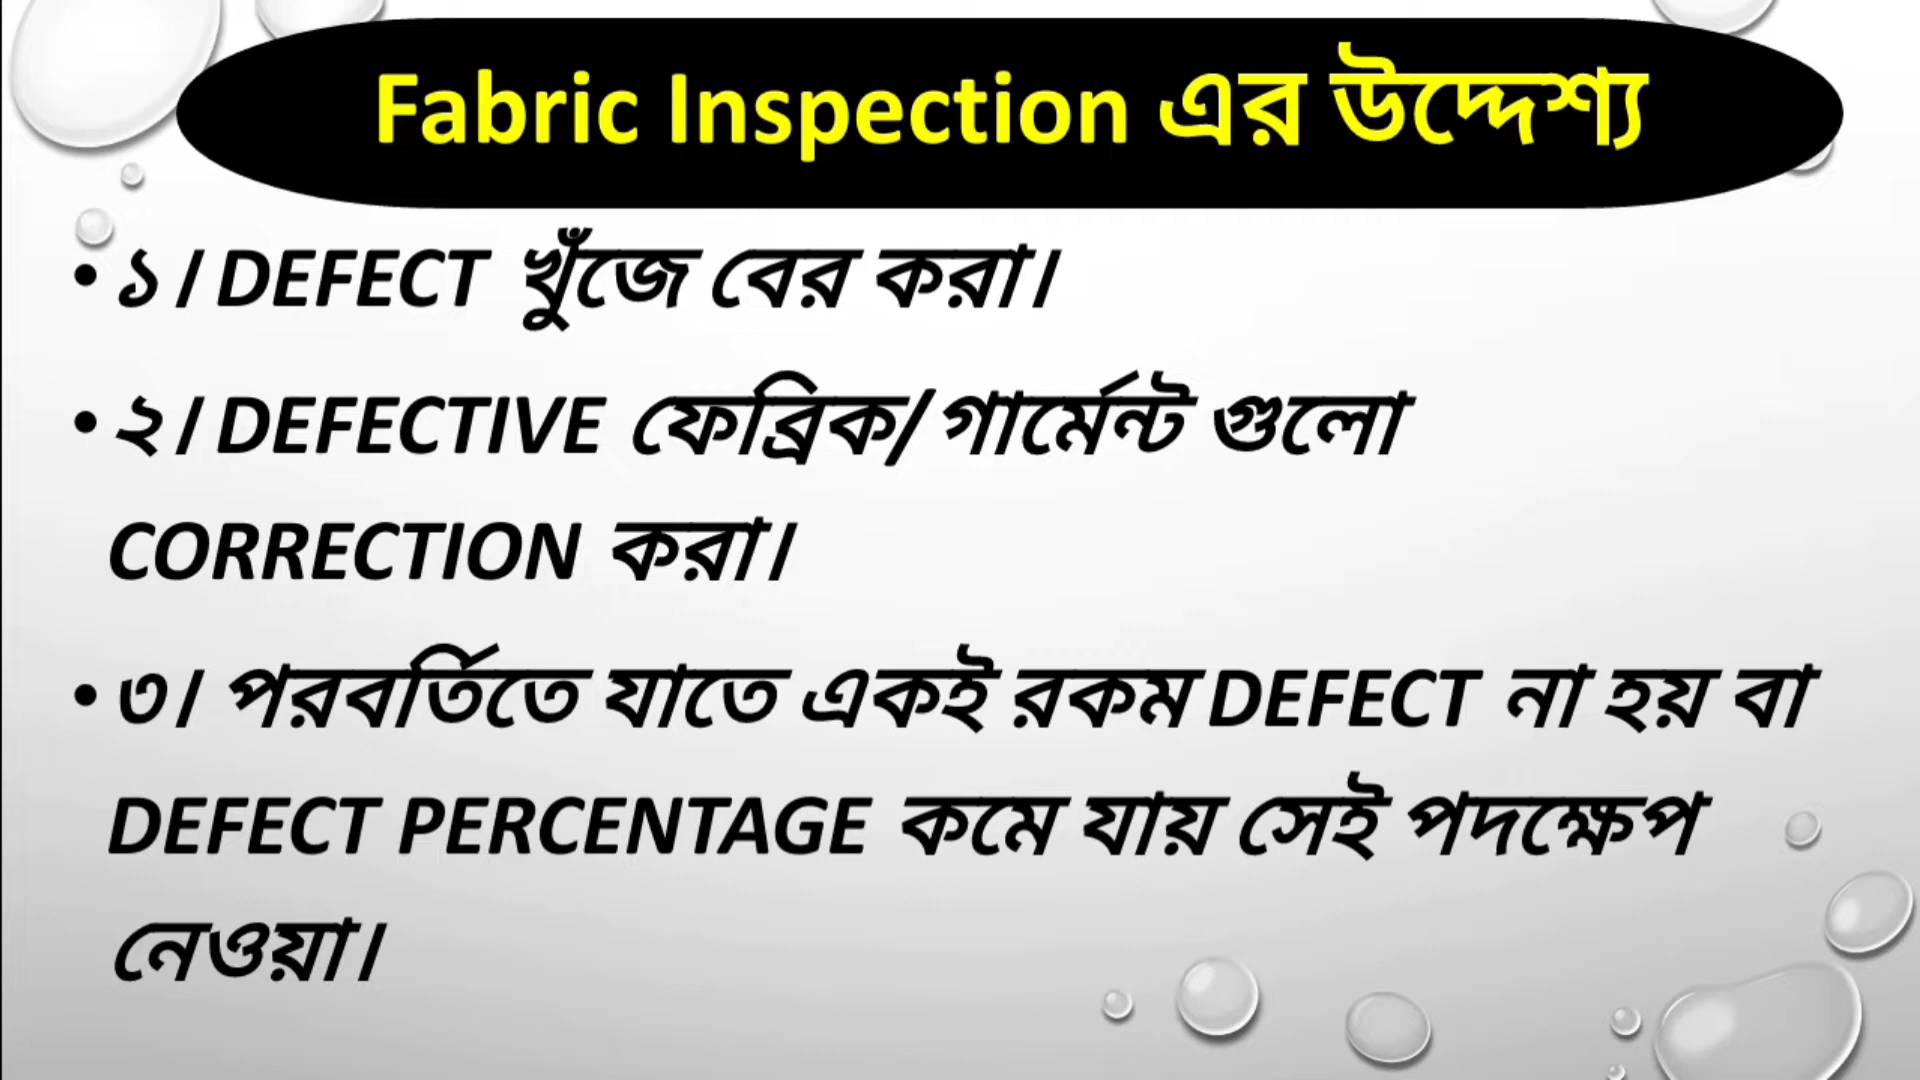 Fabric Inspection এর উদ্দেশ্য
• ১। DEFECT খুঁজে বের করা।
• ২। DEFECTIVE ফেব্রিক/গার্মেন্ট গুলো
CORRECTION করা।
• ৩। পরবর্তিতে যাতে একই রকম DEFECT না হয় বা
DEFECT PERCENTAGE কমে যায় সেই পদক্ষেপ
নেওয়া।